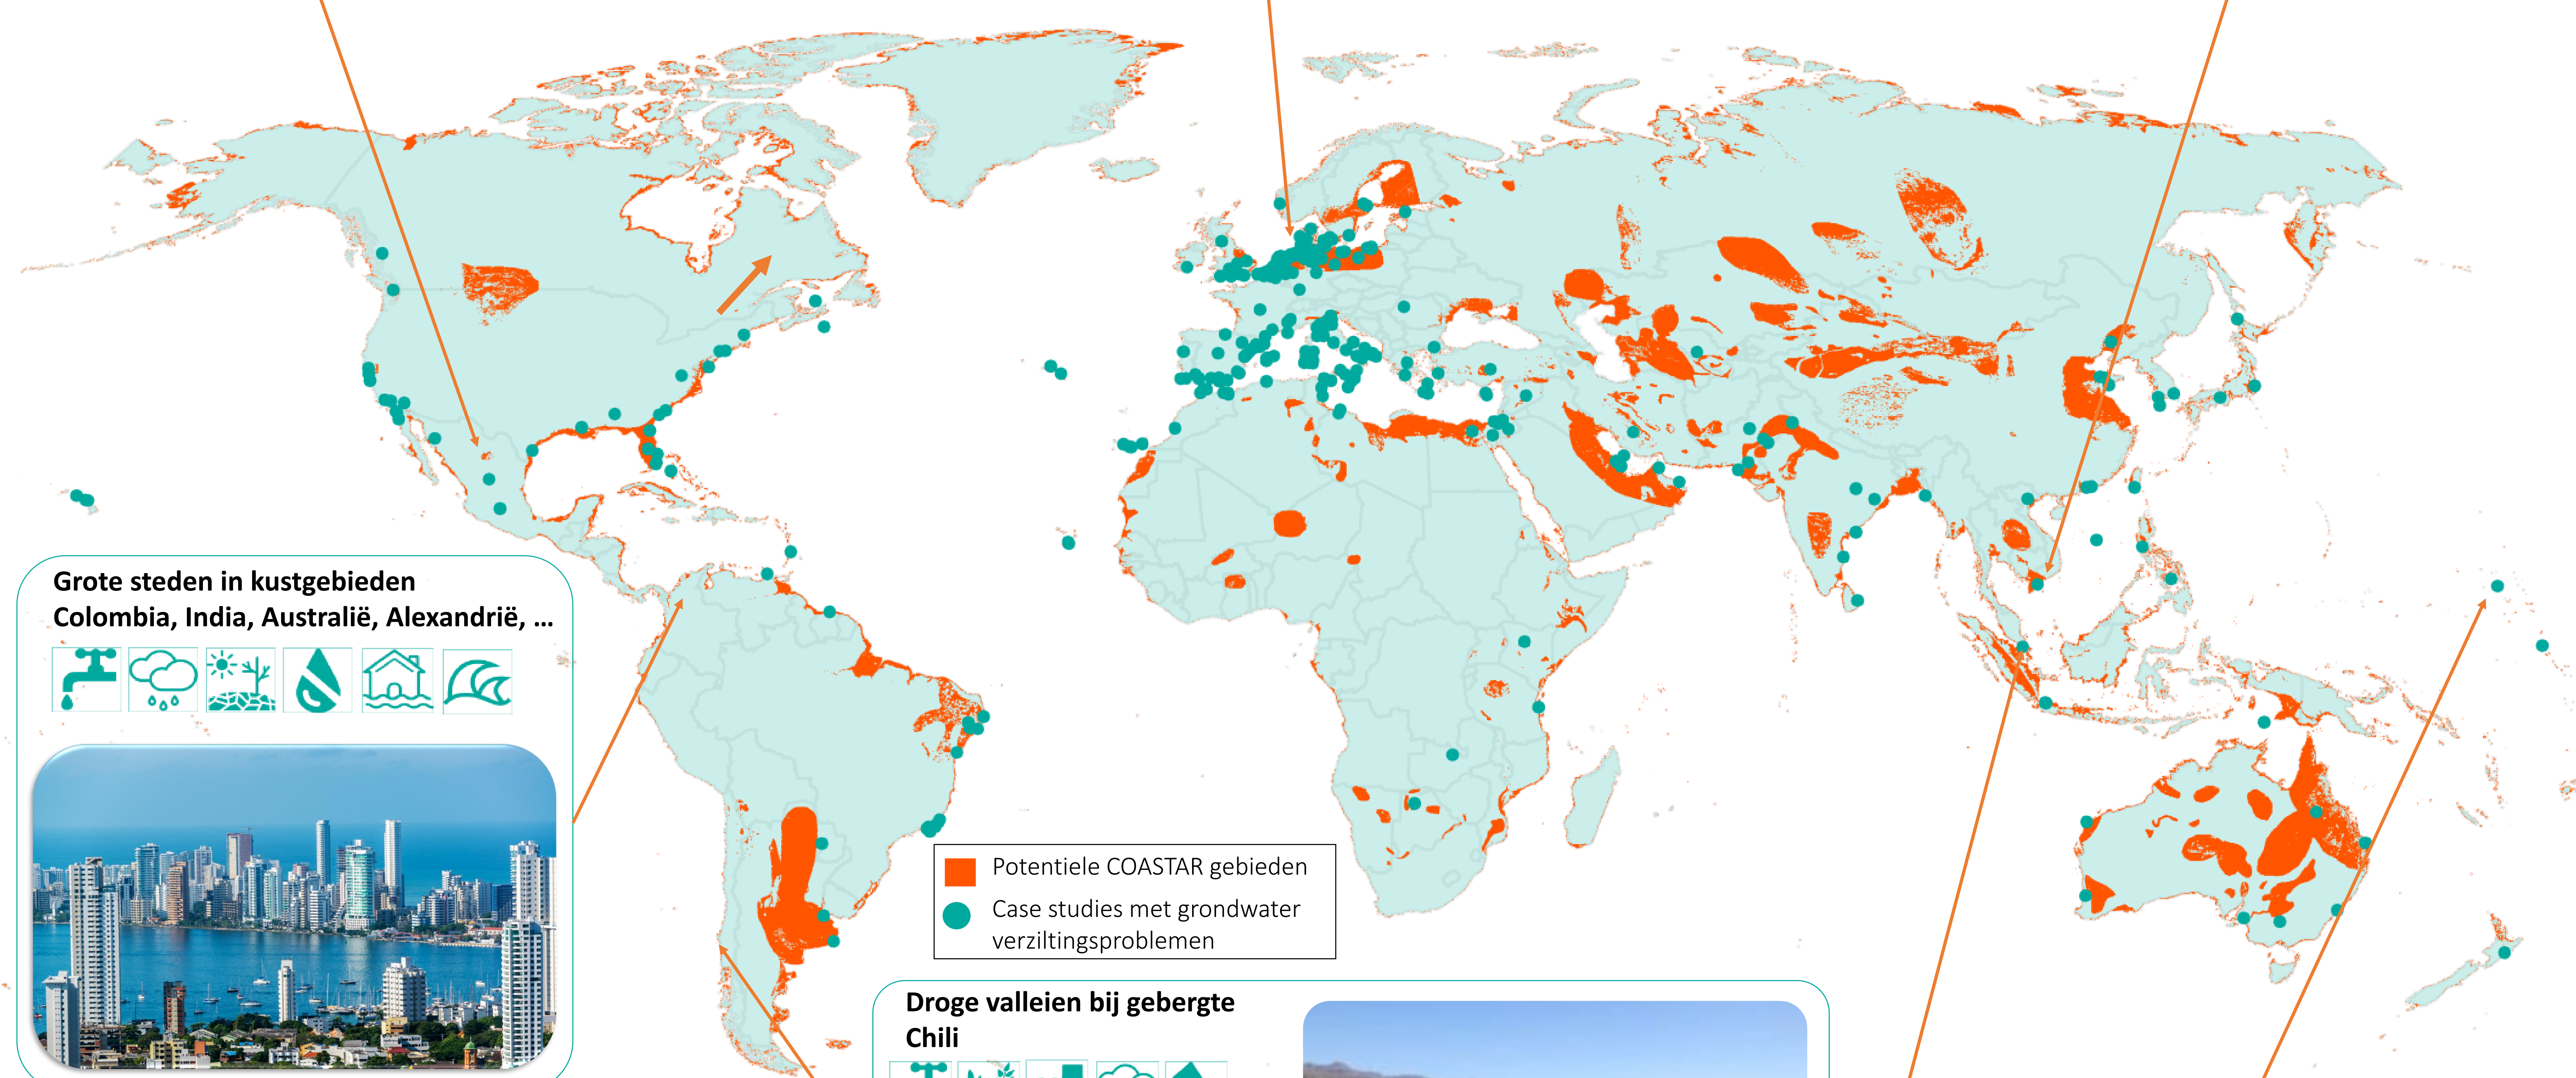 Grote steden in kustgebieden
Colombia, India, Australië, Alexandrië, ...
Potentiele COASTAR gebieden
Case studies met grondwater
verziltingsproblemen
Droge valleien bij gebergte
Chili